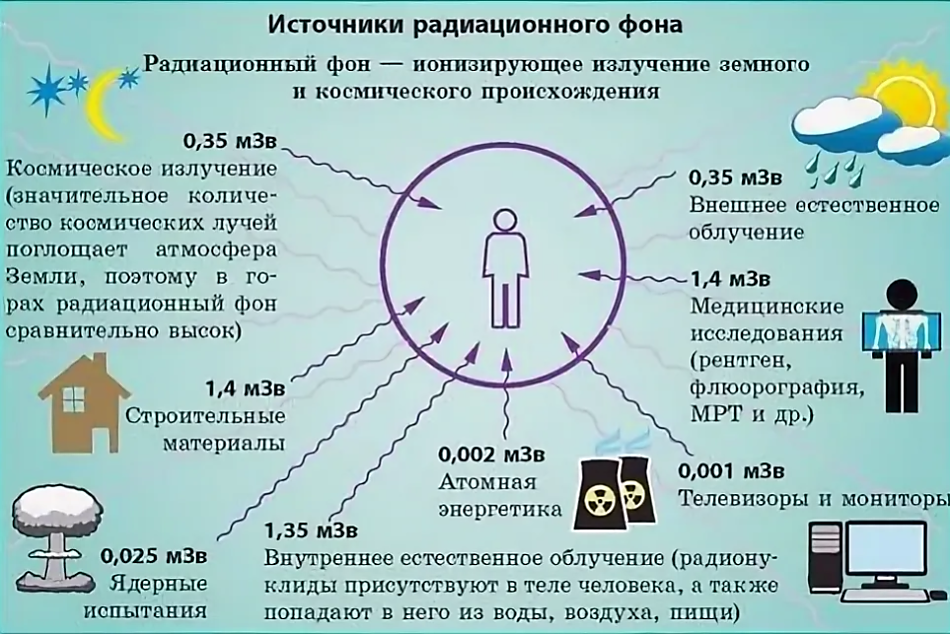 Источники радиационного фона
Радиационный фон — ионизирующее излучение земного
и космического происхождения
0,35 мЗв
Космическое излучение
(значительное количе-
ство космических лучей
поглощает атмосфера
Земли, поэтому в го-
рах радиационный фон
сравнительно высок)
0,35 мЗв
Внешнее естественное
облучение
1,4 мЗв
Медицинские
исследования
(рентген,
флюорография,
МРТ и др.)
1,4 мЗв
Строительные
материалы
0,002 мЗв
Атомная
энергетика
0,001 мЗв
Телевизоры и мониторы
0,025 мЗв
Ядерные
испытания
1,35 мЗв
Внутреннее естественное облучение (радиону-
клиды присутствуют в теле человека, а также
попадают в него из воды, воздуха, пищи)